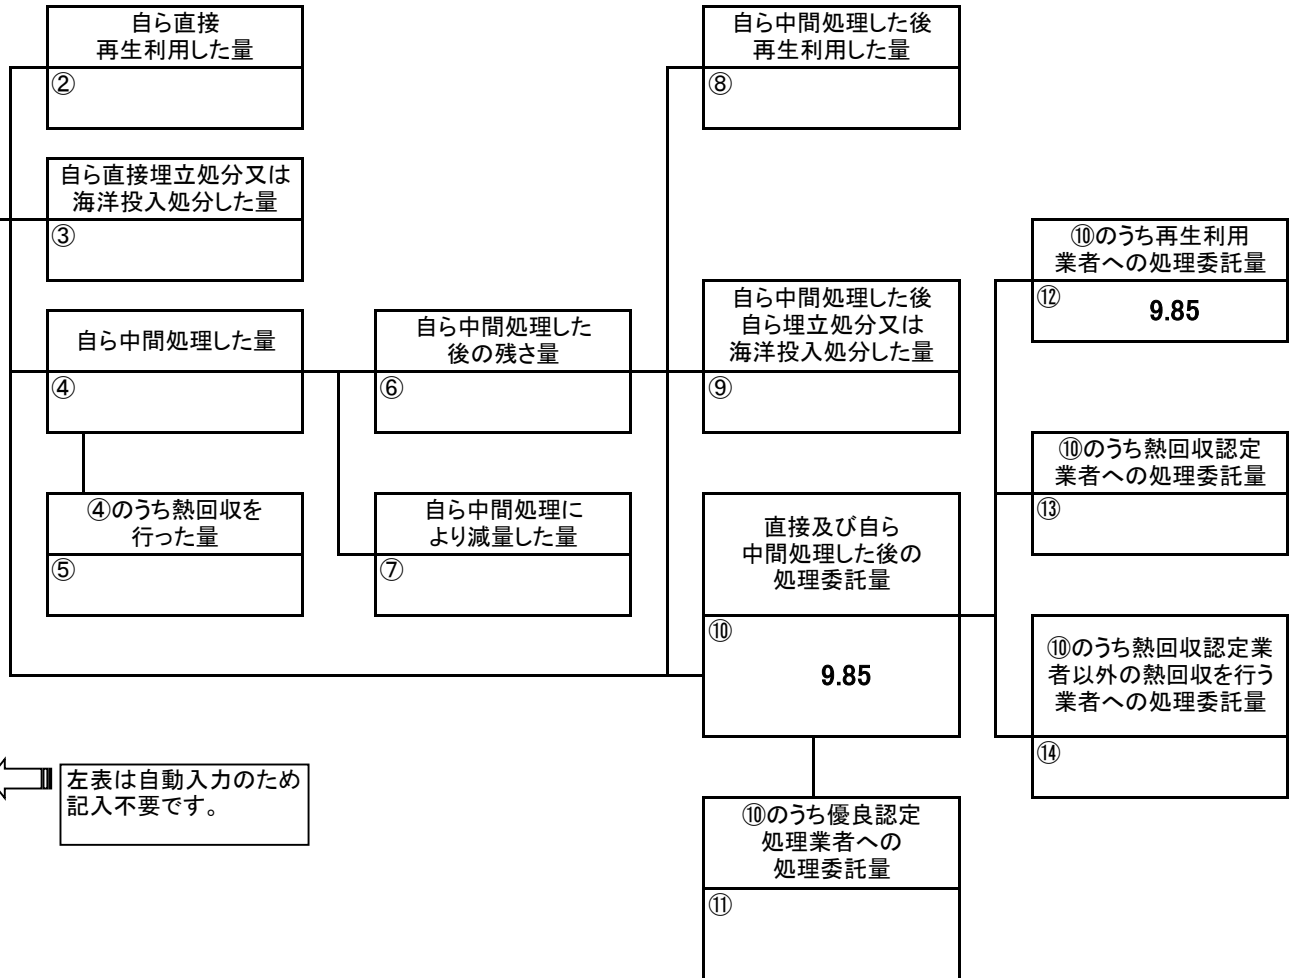 自ら直接
再生利用した量
②
自ら直接埋立処分又は
海洋投入処分した量
③
自ら中間処理した量
④
④のうち熱回収を
行った量
⑤
自ら中間処理した
後の残さ量
⑥
自ら中間処理に
より減量した量
⑦
自ら中間処理した後
再生利用した量
⑧
自ら中間処理した後
自ら埋立処分又は
海洋投入処分した量
⑨
直接及び自ら
中間処理した後の
処理委託量
⑩
9.85
⑩のうち優良認定
処理業者への
処理委託量
⑪
⑩のうち再生利用
業者への処理委託量
⑫
9.85
⑩のうち熱回収認定
業者への処理委託量
⑬
⑩のうち熱回収認定業
者以外の熱回収を行う
業者への処理委託量
⑭
左表は自動入力のため
記入不要です。